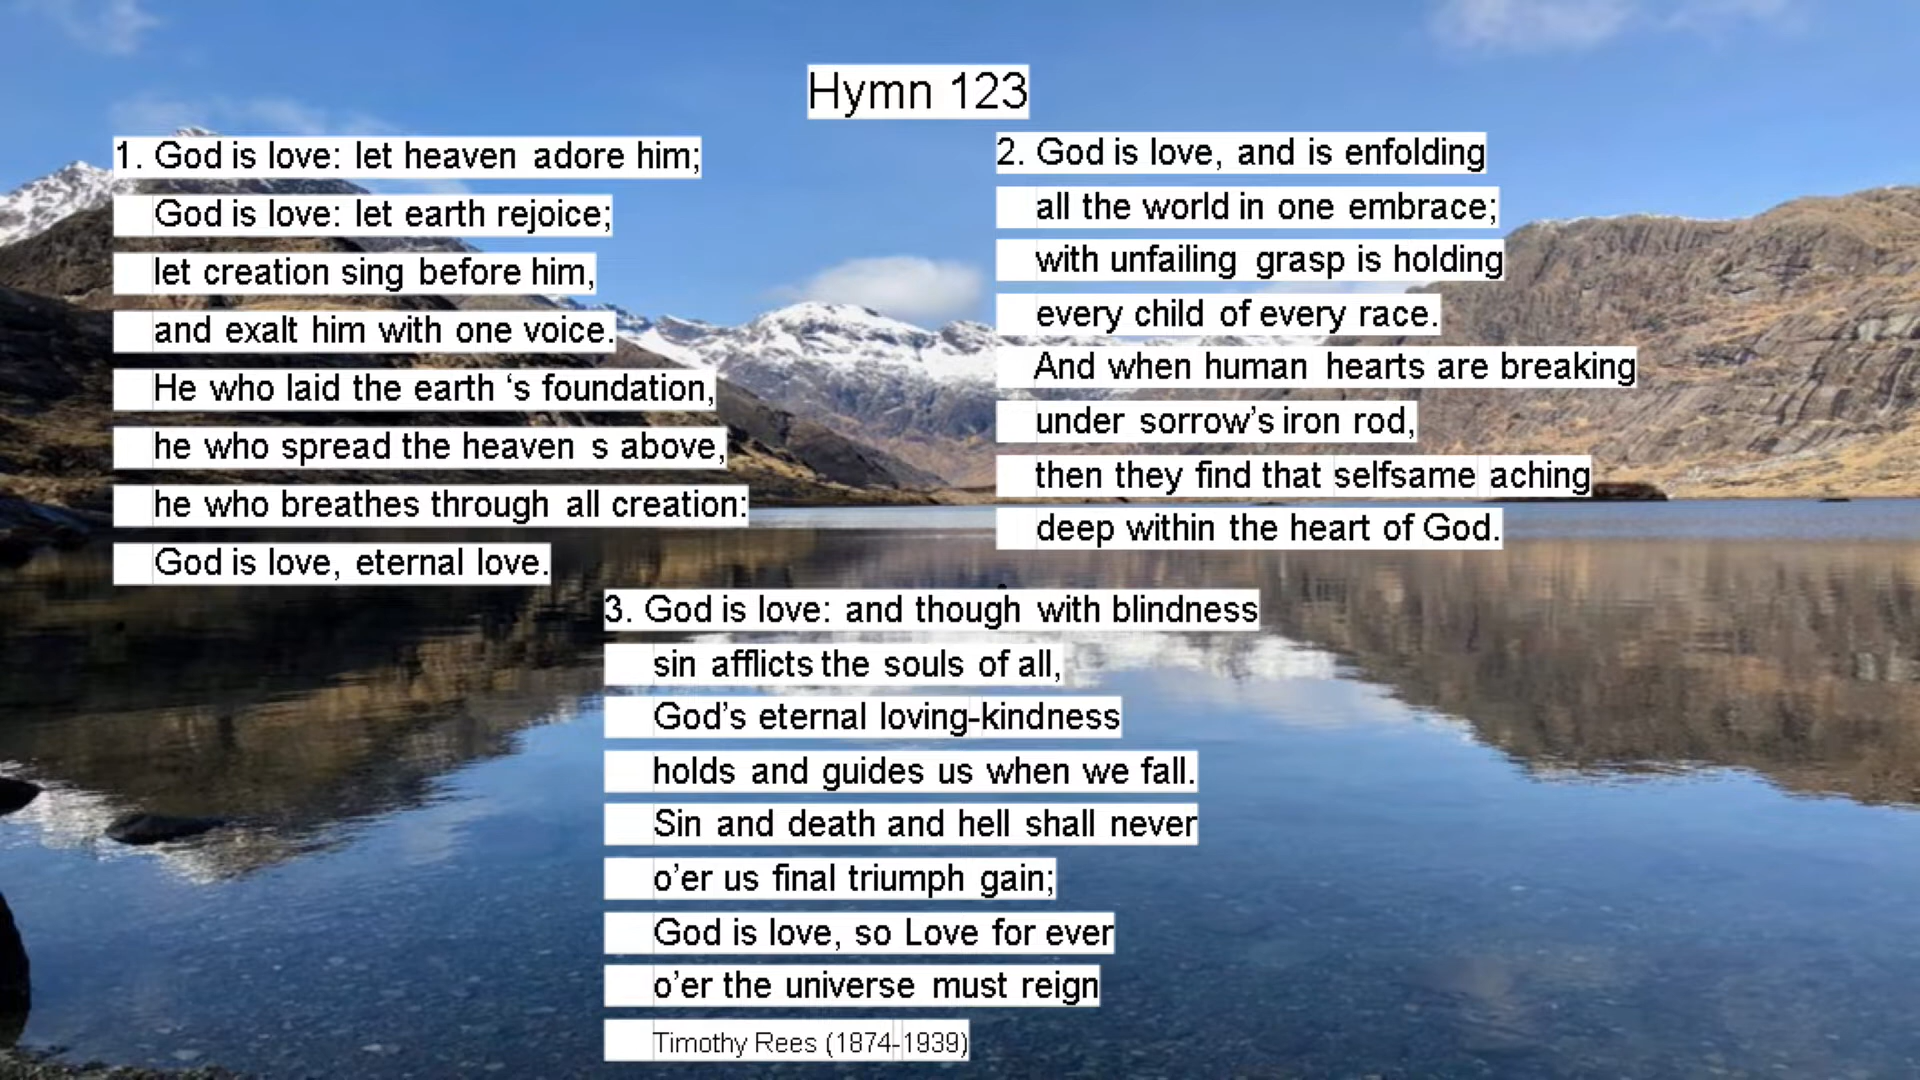 Hymn 123
1. God is love: let heaven adore him;
God is love: let earth rejoice;
let creation sing before him,
and exalt him with one voice.
He who laid the earth ‘s foundation,
he who spread the heaven s above,
he who breathes through all creation:
God is love, eternal love.
2. God is love, and is enfolding
all the world in one embrace;
with unfailing grasp is holding
every child of every race.
And when human hearts are breaking
under sorrow’s iron rod,
then they find that selfsame aching
deep within the heart of God.
3. God is love: and though with blindness
sin afflicts the souls of all,
God’s eternal loving-kindness
holds and guides us when we fall.
Sin and death and hell shall never
o’er us final triumph gain;
God is love, so Love for ever
o’er the universe must reign
Timothy Rees (1874-1939)